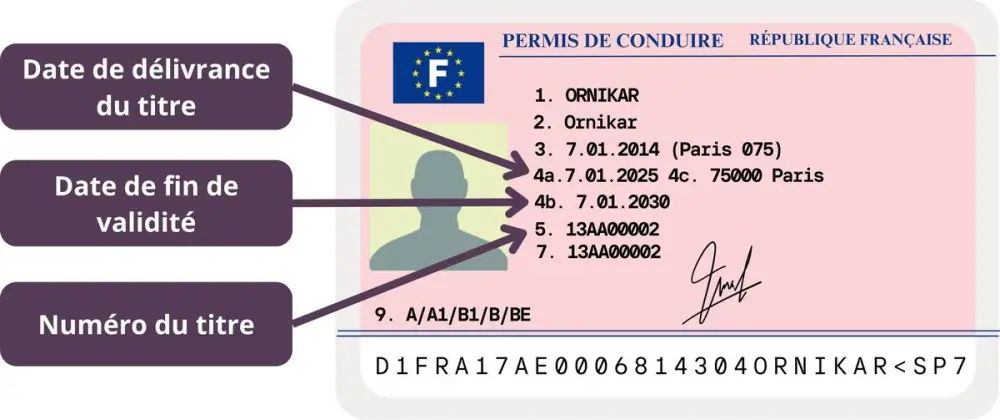 Date de délivrance
du titre
Date de fin de
validité
Numéro du titre
F
PERMIS DE CONDUIRE RÉPUBLIQUE FRANÇAISE
1. ORNIKAR
2. Ornikar
3. 7.01.2014 (Paris 075)
4a.7.01.2025 4c. 75000 Paris
4b. 7.01.2030
5. 13AA00002
7. 13AA00002
9. A/A1/B1/B/BE
D1FRA17AE0006814304ORNIKAR<SP7